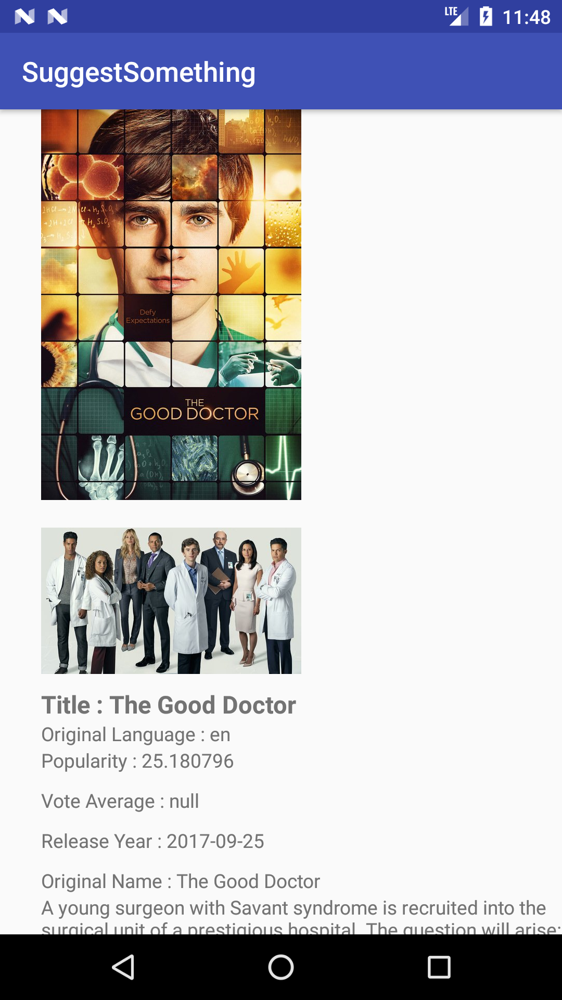 LTE 11:48
SuggestSomething
Defy
Expectations
THE
GOOD DOCTOR
Title : The Good Doctor
Original Language : en
Popularity : 25.180796
Vote Average : null
Release Year : 2017-09-25
Original Name : The Good Doctor
A young surgeon with Savant syndrome is recruited into the
surgical unit of a prestigious hospital. The question will arise: